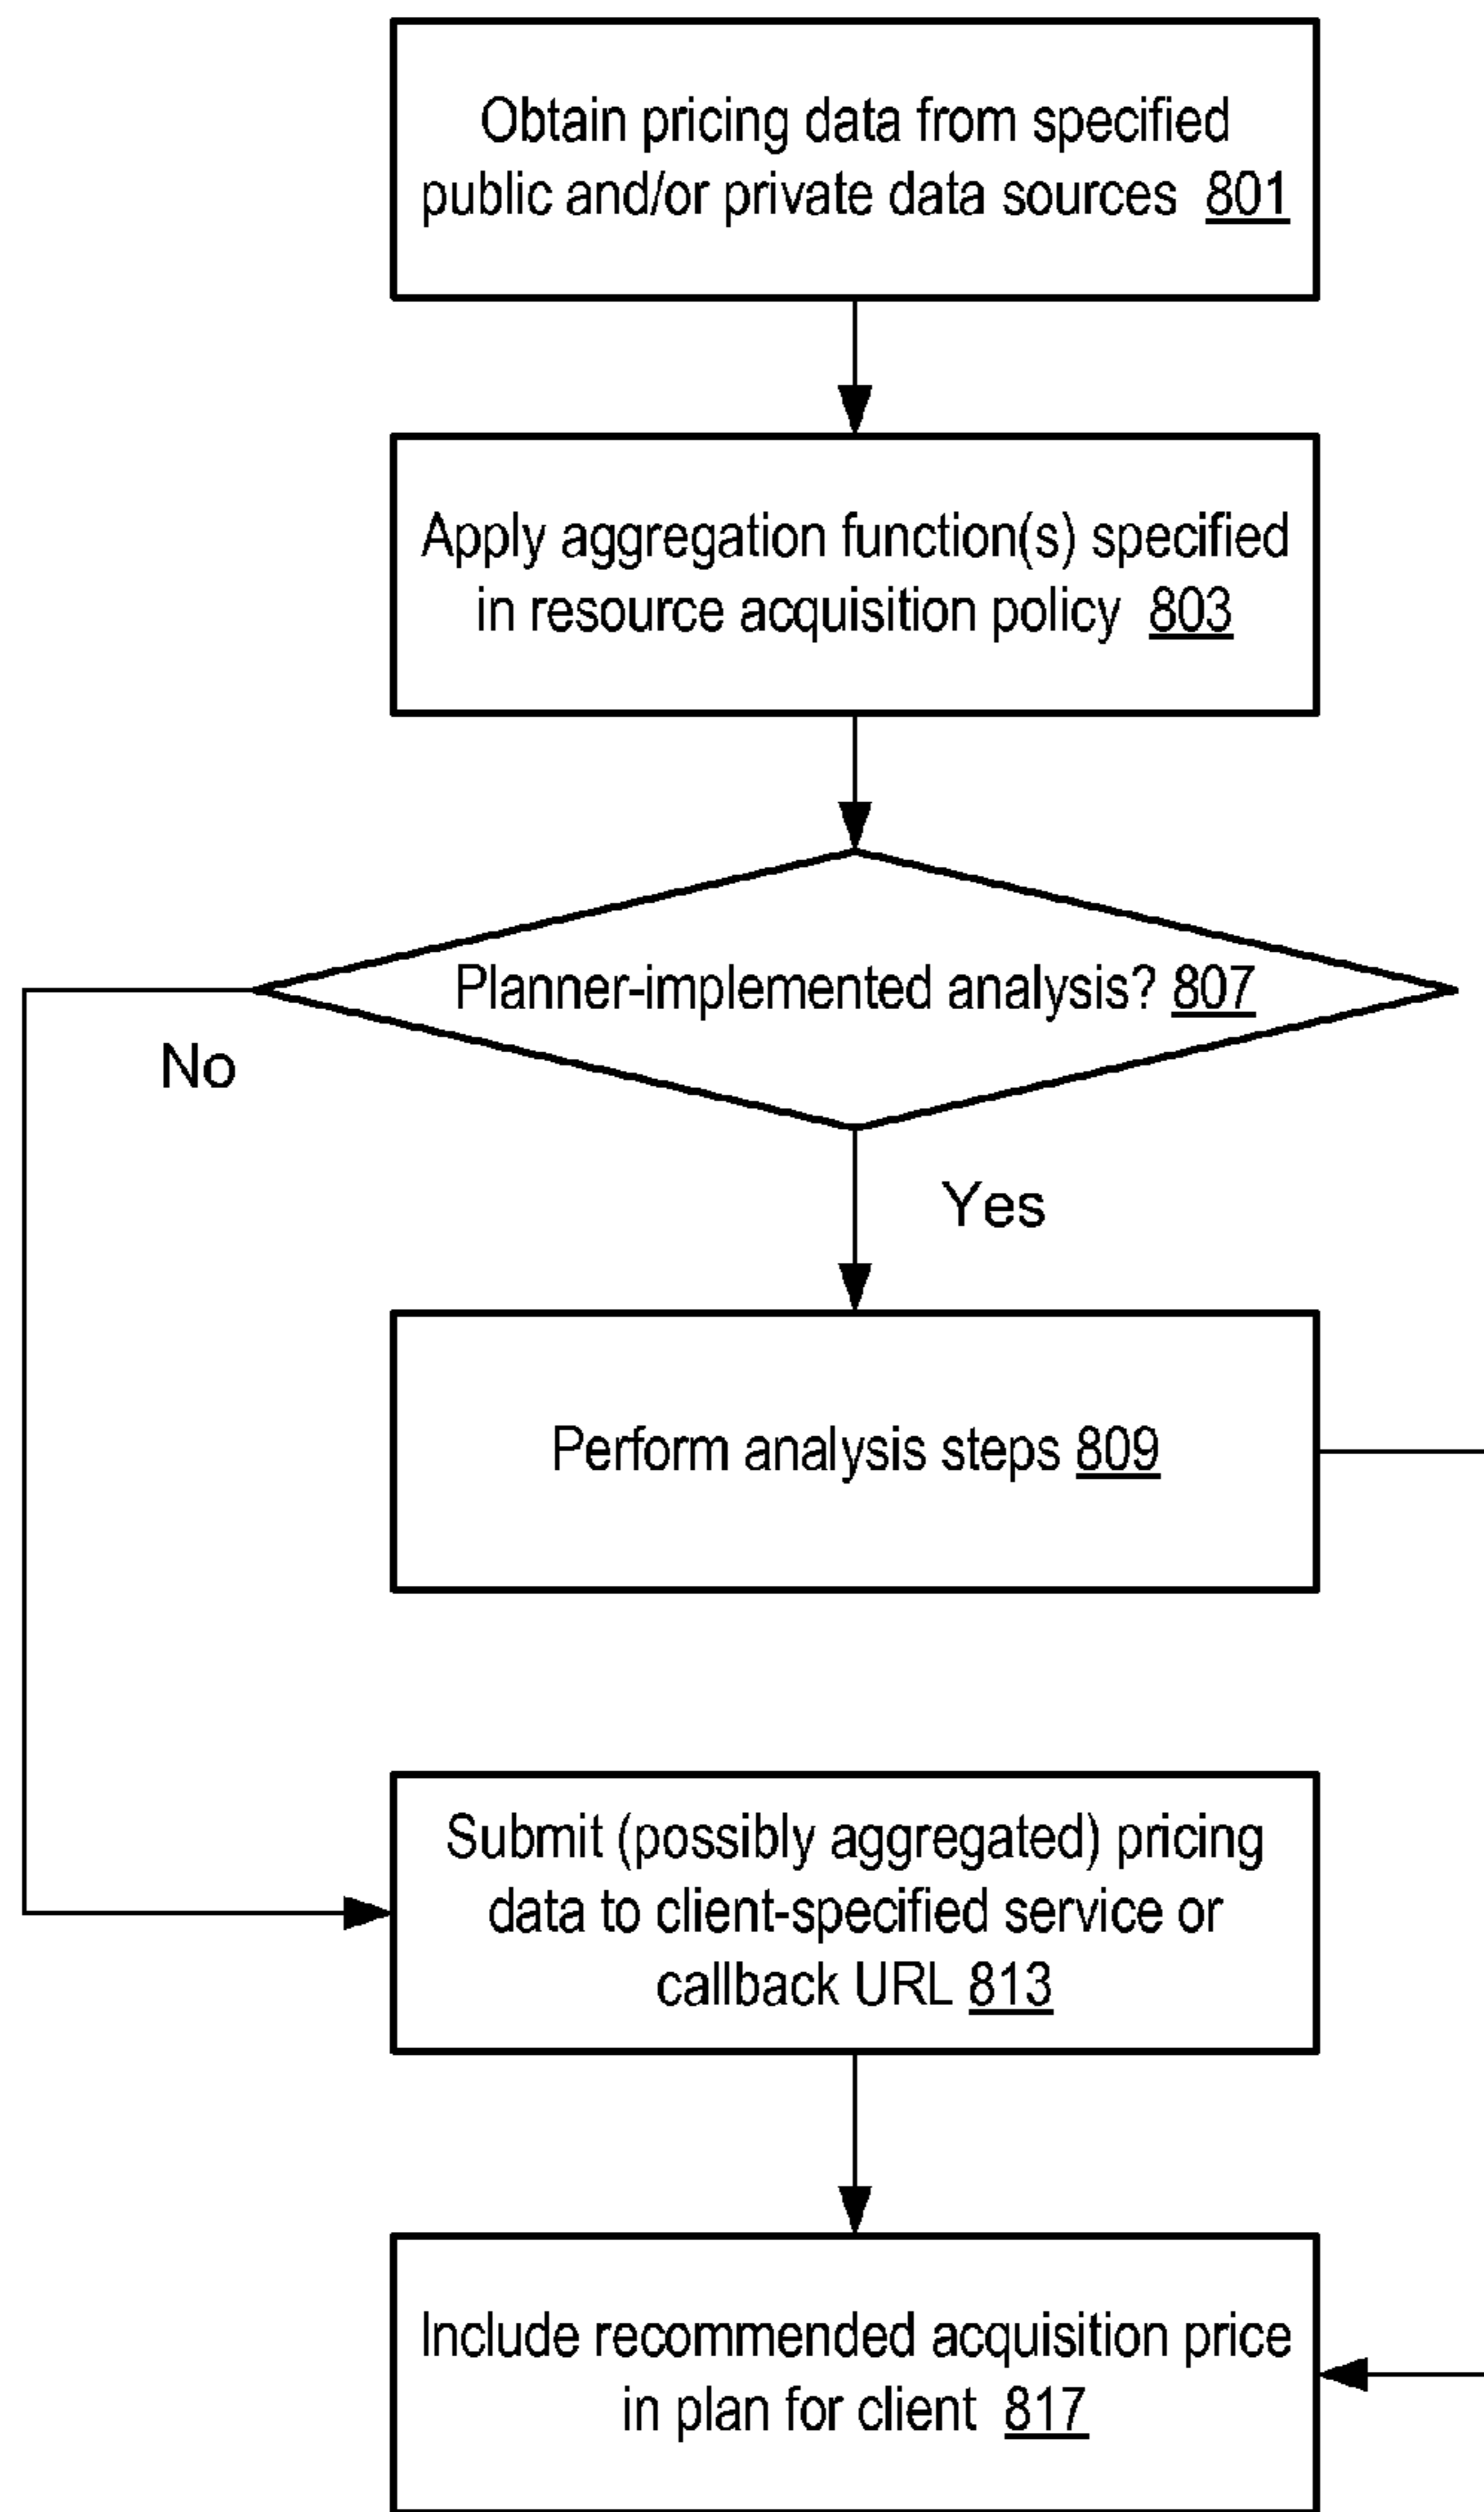 Obtain pricing data from specified
public and/or private data sources 801
Apply aggregation function(s) specified
in resource acquisition policy 803
Planner-implemented analysis? 807
No
Yes
Perform analysis steps 809
Submit (possibly aggregated) pricing
data to client-specified service or
callback URL 813
Include recommended acquisition price
in plan for client 817